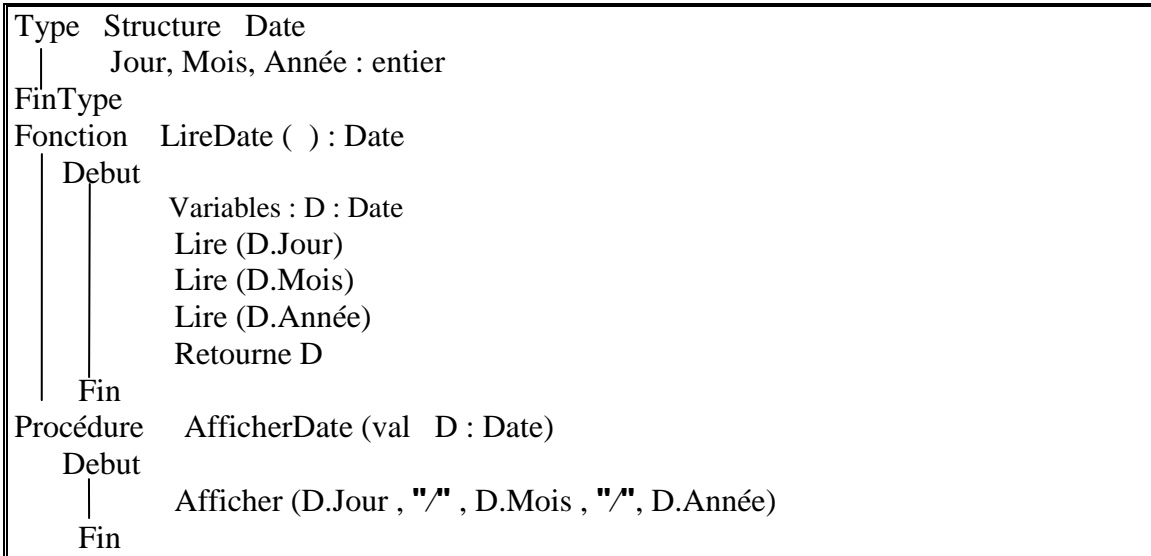 Type Structure Date
Jour, Mois, Année : entier
FinType
Fonction LireDate ( ) : Date
Debut
Variables : D : Date
Lire (D.Jour)
Lire (D.Mois)
Lire (D.Année)
Retourne D
Fin
Procédure AfficherDate (val D : Date)
Debut
Afficher (D.Jour , "/" , D.Mois , "/", D.Année)
Fin